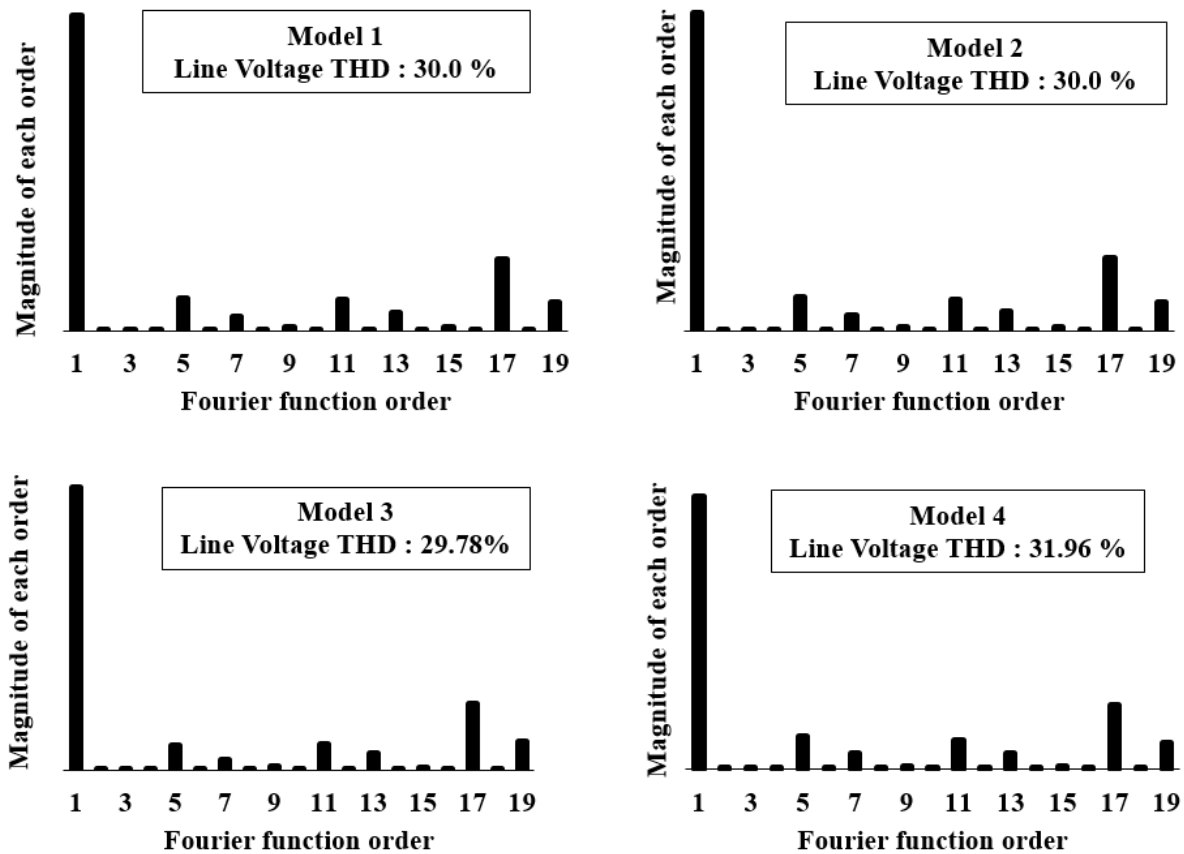 Magnitude of each order
Model 1
Line Voltage THD : 30.0 %
1 3 5 7 9 11 13 15 17 19
Fourier function order
Magnitude of each order
Model 2
Line Voltage THD : 30.0 %
1 3 5 7 9 11 13 15 17 19
Fourier function order
Magnitude of each order
Model 3
Line Voltage THD : 29.78%
1 3 5 7 9 11 13 15 17 19
Fourier function order
Magnitude of each order
Model 4
Line Voltage THD : 31.96 %
1 3 5 7 9 11 13 15 17 19
Fourier function order